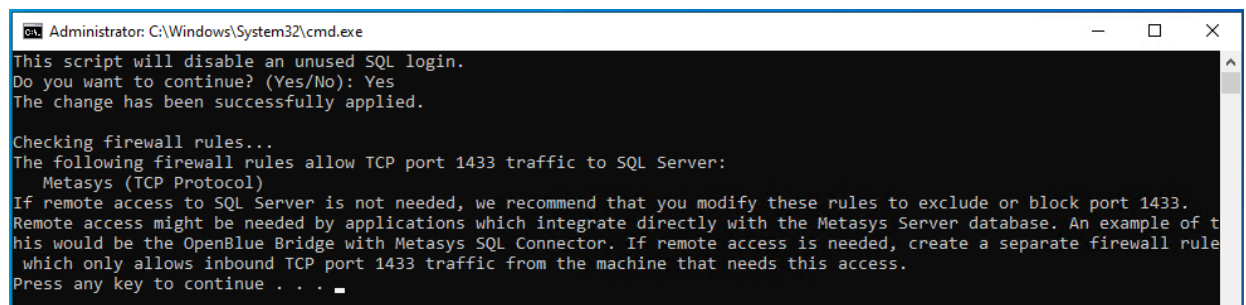 Administrator: C:\Windows\System32\cmd.exe
This script will disable an unused SQL login.
Do you want to continue? (Yes/No): Yes
The change has been successfully applied.
Checking firewall rules...
The following firewall rules allow TCP port 1433 traffic to SQL Server:
   Metasys (TCP Protocol)
If remote access to SQL Server is not needed, we recommend that you modify these rules to exclude or block port 1433.
Remote access might be needed by applications which integrate directly with the Metasys Server database. An example of t
his would be the OpenBlue Bridge with Metasys SQL Connector. If remote access is needed, create a separate firewall rule
 which only allows inbound TCP port 1433 traffic from the machine that needs this access.
Press any key to continue . . .